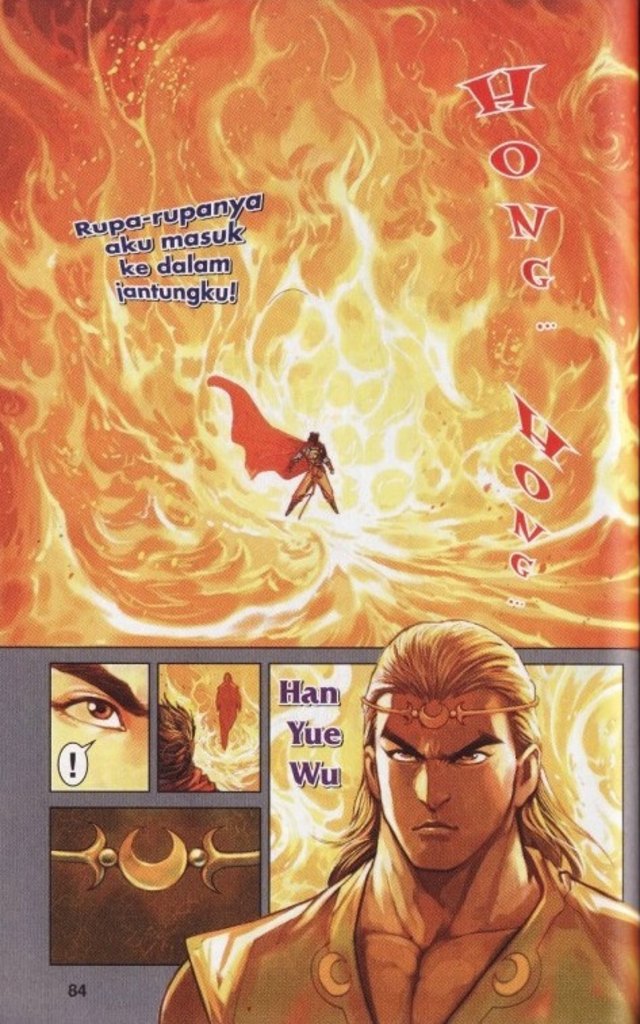 Rupa-rupanya
aku masuk
ke dalam
jantungku!
HONG...
HONG...
!
Han
Yue
Wu
84